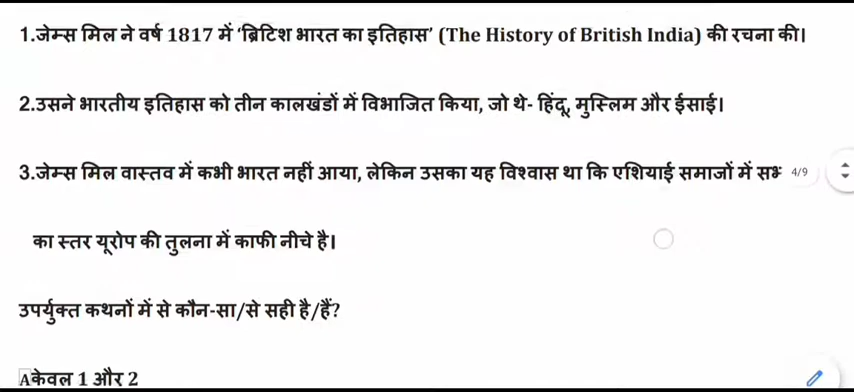 1.जेम्स मिल ने वर्ष 1817 में 'ब्रिटिश भारत का इतिहास' (The History of British India) की रचना की।
2.उसने भारतीय इतिहास को तीन कालखंडों में विभाजित किया, जो थे- हिंदू, मुस्लिम और ईसाई।
3.जेम्स मिल वास्तव में कभी भारत नहीं आया, लेकिन उसका यह विश्वास था कि एशियाई समाजों में 4/9
का स्तर यूरोप की तुलना में काफी नीचे है।
उपर्युक्त कथनों में से कौन-सा/से सही है/हैं?
Aकेवल 1 और 2